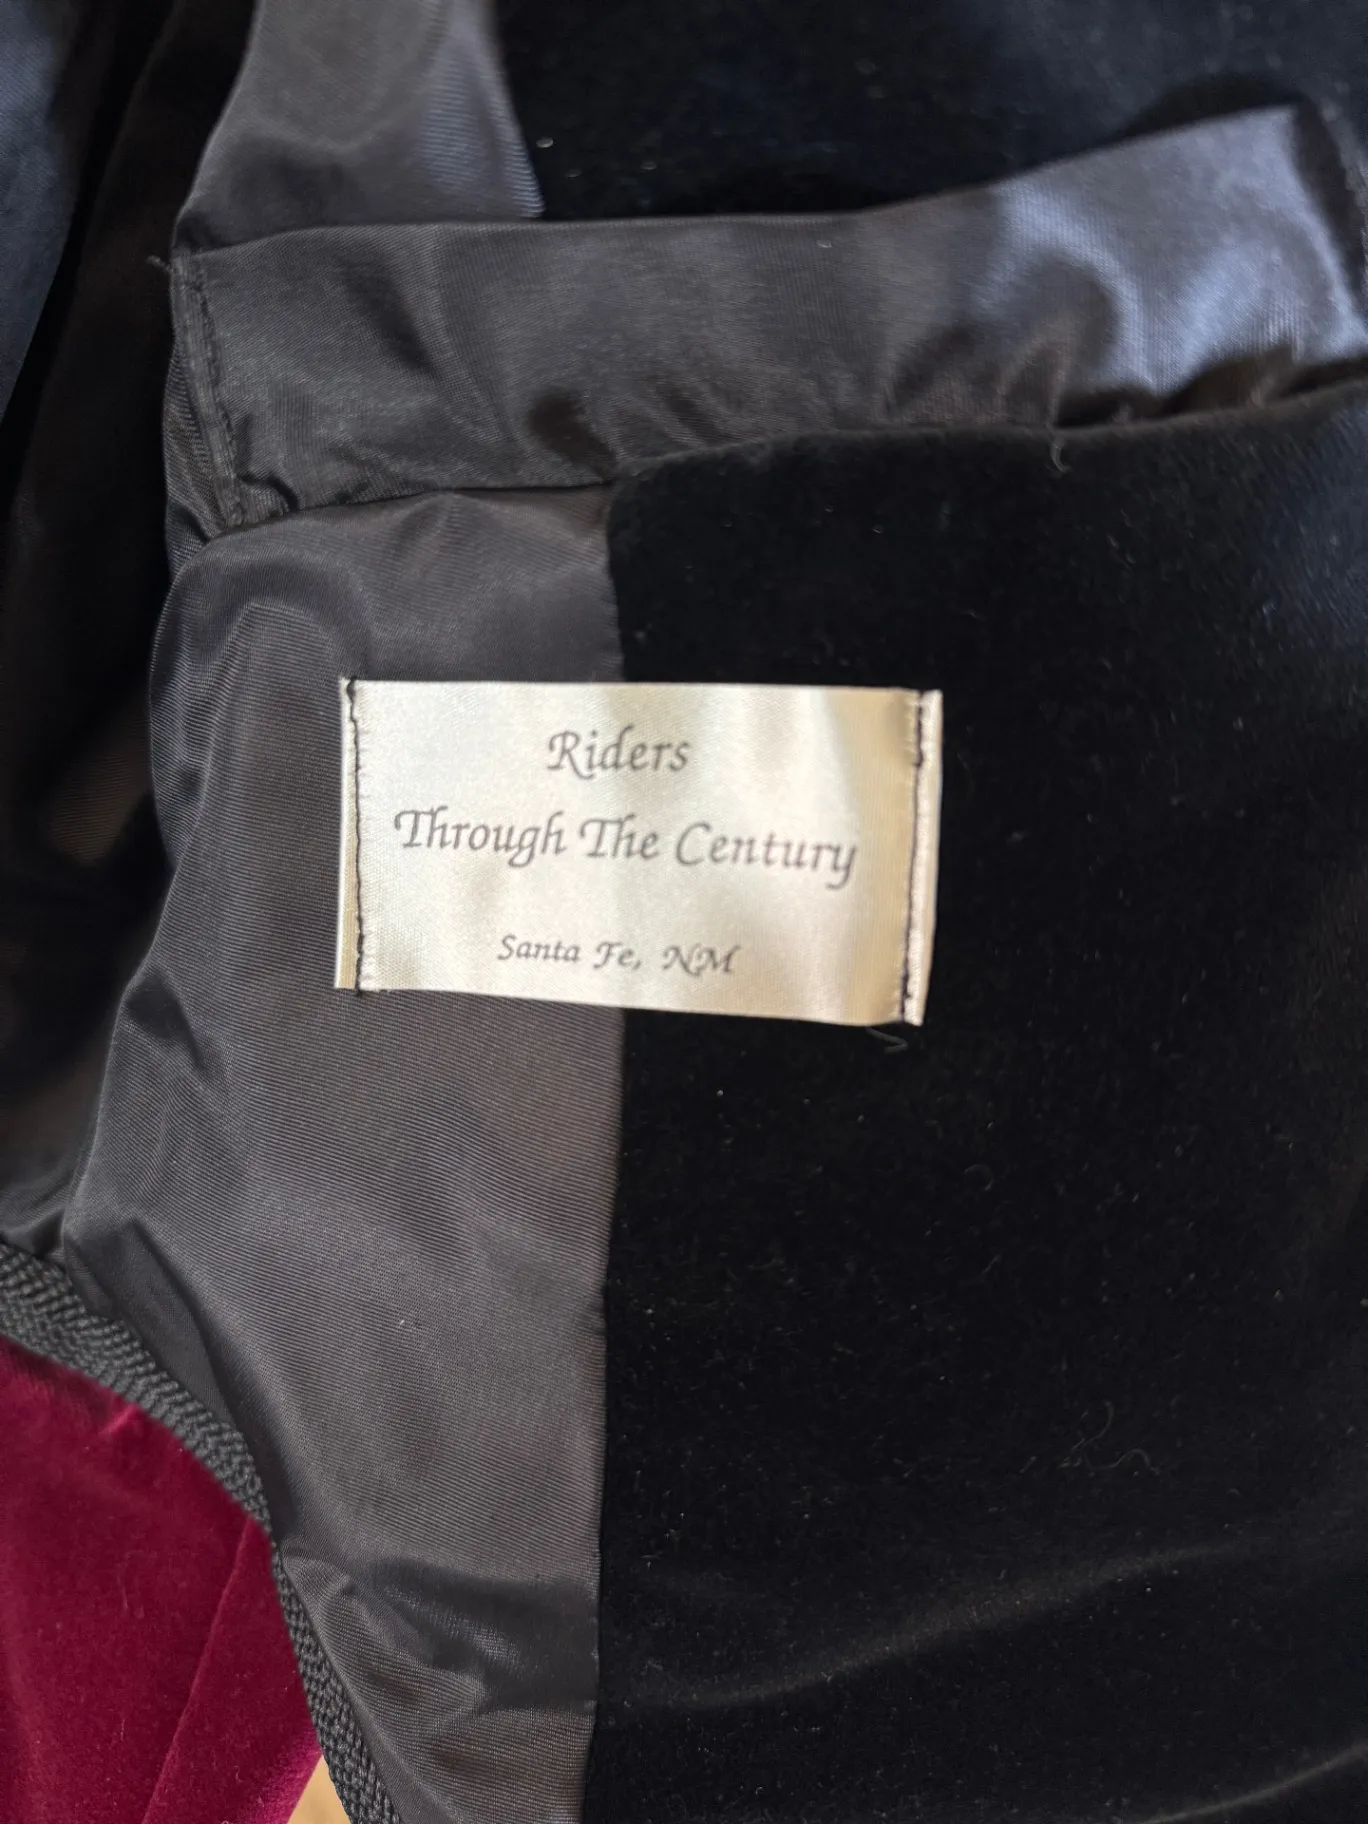 Riders
Through The Century
Santa Fe, NM